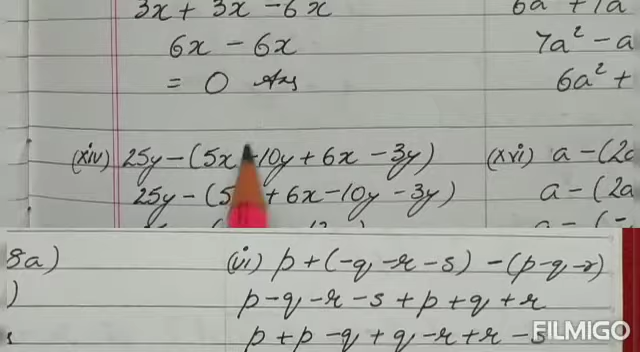 3x + 3x - 6x
6x - 6x
= 0 Ans
(xiv) 25y - (5x - 10y + 6x - 3y)
25y - (5 + 6x - 10y - 3y)
6a² + 7a
7a² - a
6a² +
(xvi) a - (2a
a - (2a
8a)
)
(vi) p + (-q - r - s) - (p - q - r)
p - q - r - s + p + q + r
p + p - q + q - r + r - s
FILMIGO